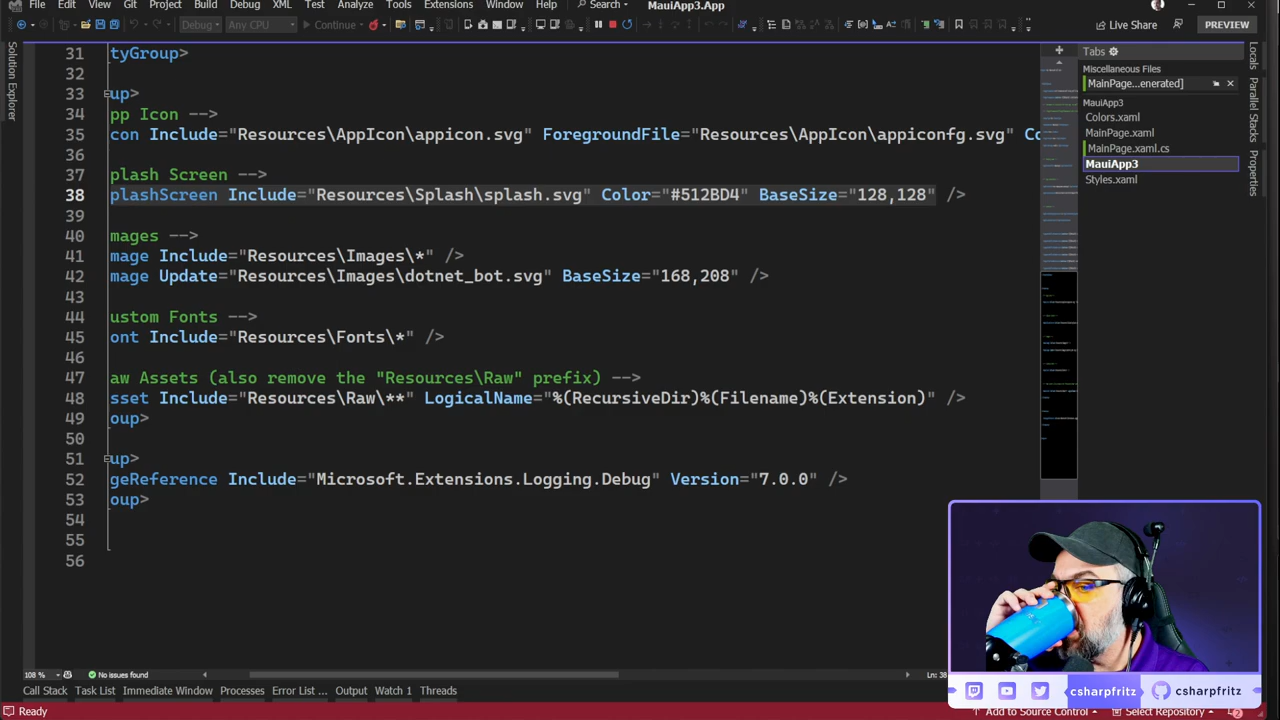 File Edit View Git Project Build Debug XML Test Analyze Tools Extensions Window Help Search MauiApp3.App
Debug Any CPU Continue Live Share PREVIEW
Solution Explorer
31 tyGroup>
32
33 up>
34 pp Icon -->
35 con Include="Resources\AppIcon\appicon.svg" ForegroundFile="Resources\AppIcon\appiconfg.svg" Co
36
37 plash Screen -->
38 plashScreen Include="Resources\Splash\splash.svg" Color="#512BD4" BaseSize="128,128" />
39
40 mages -->
41 mage Include="Resources\Images\*" />
42 mage Update="Resources\Images\dotnet_bot.svg" BaseSize="168,208" />
43
44 ustom Fonts -->
45 ont Include="Resources\Fonts\*" />
46
47 aw Assets (also remove the "Resources\Raw" prefix) -->
48 sset Include="Resources\Raw\**" LogicalName="%(RecursiveDir)%(Filename)%(Extension)" />
49 oup>
50
51 up>
52 geReference Include="Microsoft.Extensions.Logging.Debug" Version="7.0.0" />
53 oup>
54
55
56
Tabs
Miscellaneous Files
MainPage...enerated]
MauiApp3
Colors.xaml
MainPage.xaml
MainPage.xaml.cs
MauiApp3
Styles.xaml
Locals
Parallel Stacks
Properties
108 % No issues found Ln: 38
Call Stack Task List Immediate Window Processes Error List ... Output Watch 1 Threads
csharpfritz csharpfritz
Ready Add to Source Control Select Repository 2